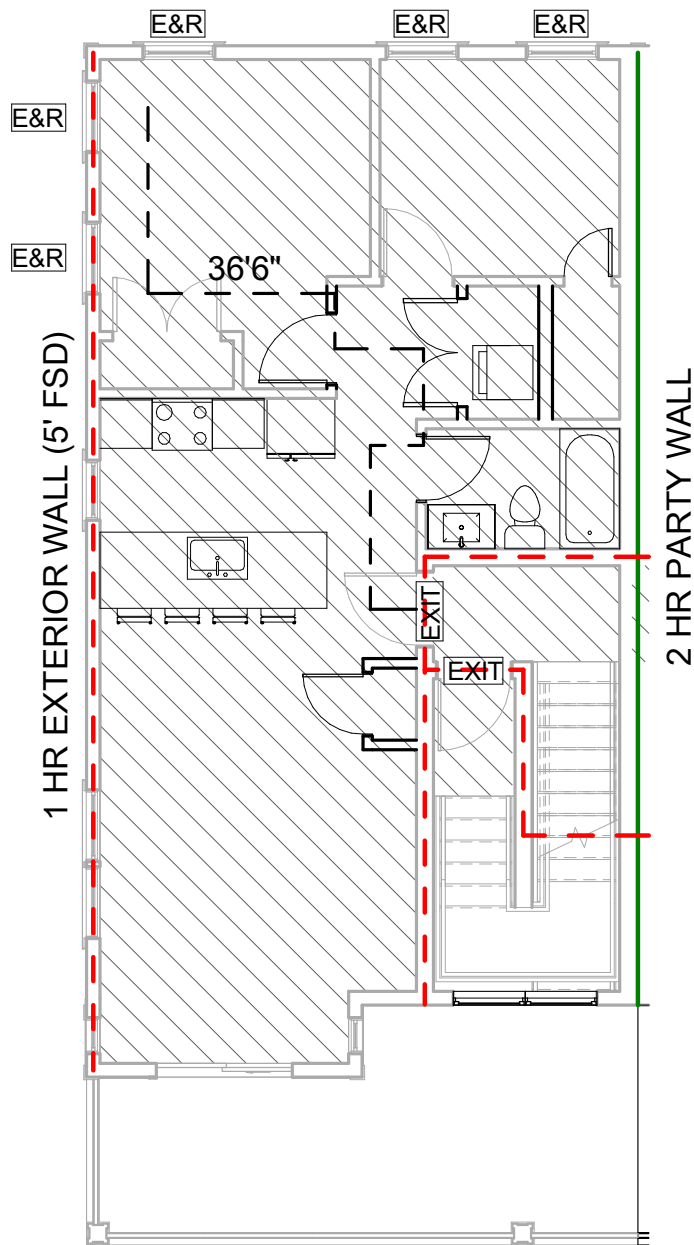 E&R
E&R
E&R
E&R
E&R
36'6"
1 HR EXTERIOR WALL (5' FSD)
2 HR PARTY WALL
EXIT
EXIT